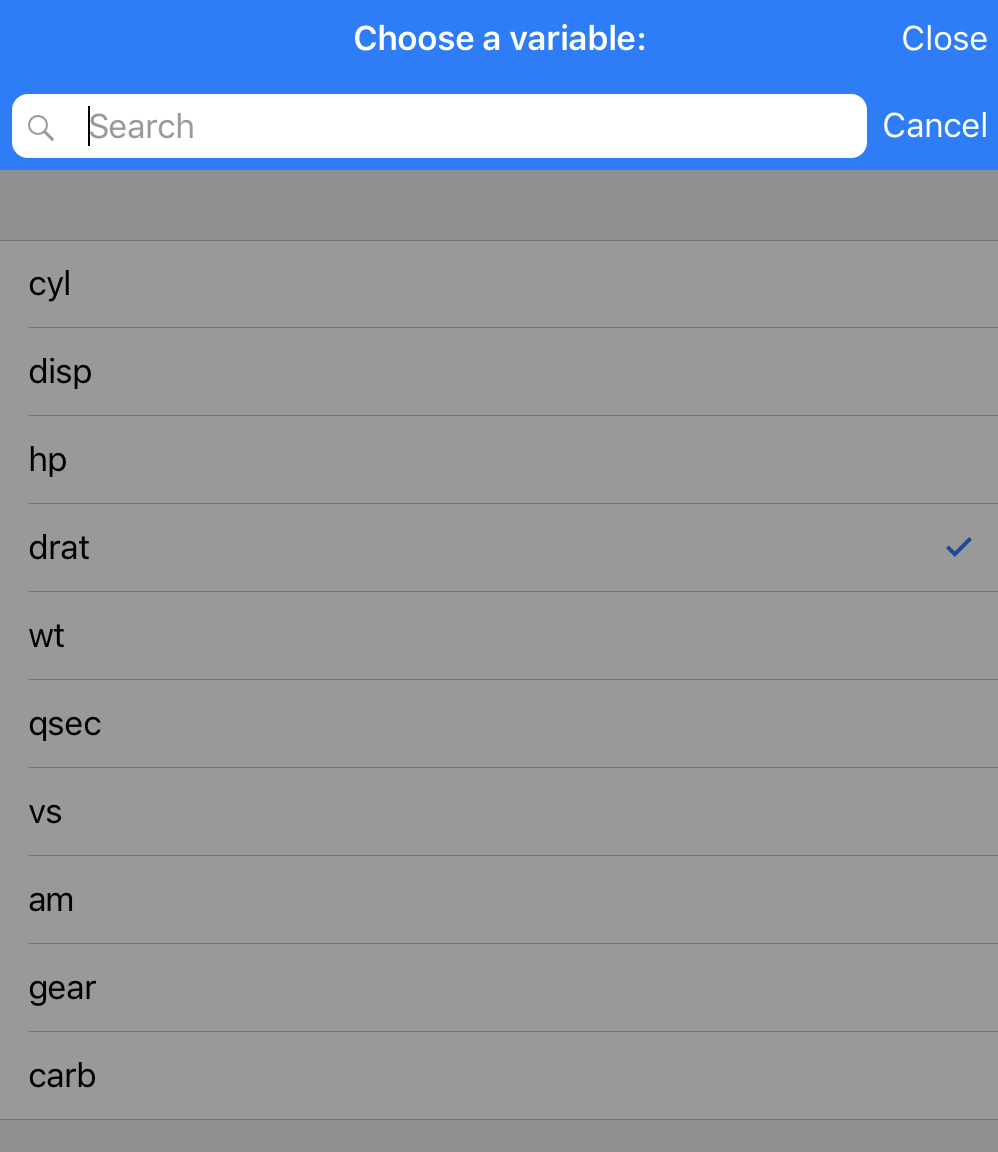 Choose a variable:
Close
Search
Cancel
cyl
disp
hp
drat
wt
qsec
vs
am
gear
carb